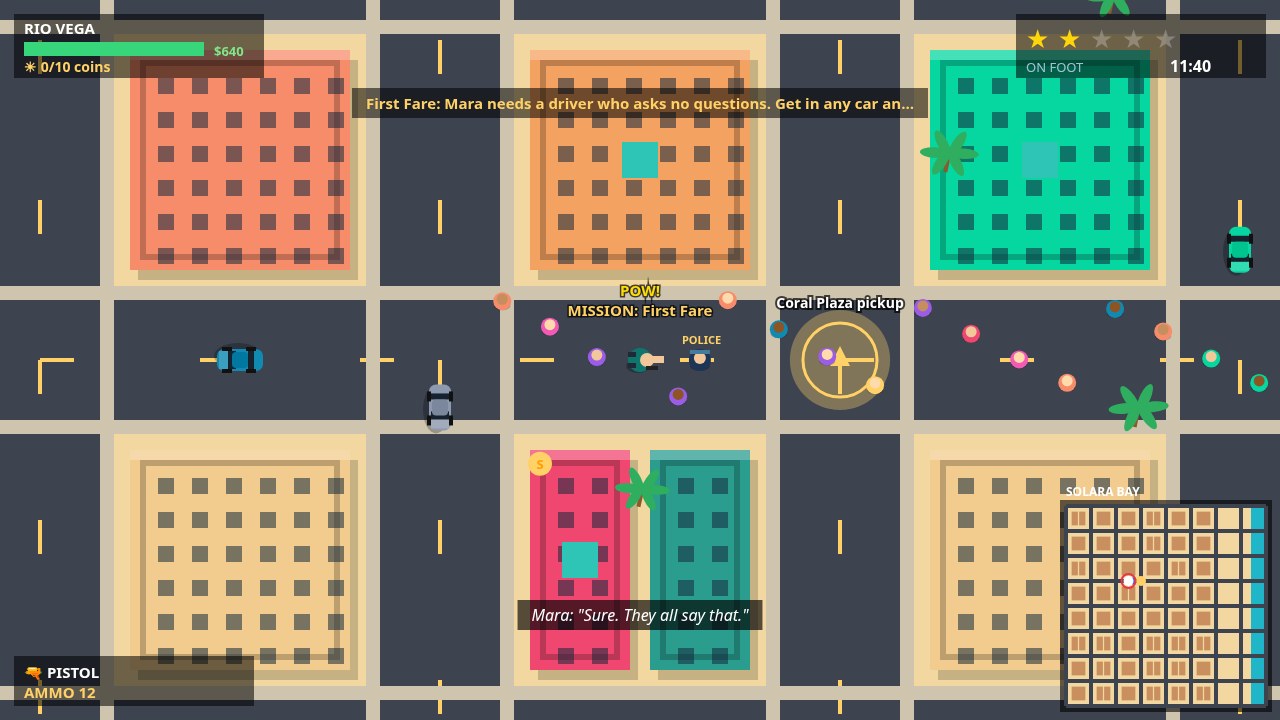 RIO VEGA
$640
0/10 coins
ON FOOT
11:40
First Fare: Mara needs a driver who asks no questions. Get in any car an...
POW!
MISSION: First Fare
Coral Plaza pickup
POLICE
S
SOLARA BAY
Mara: "Sure. They all say that."
PISTOL
AMMO 12